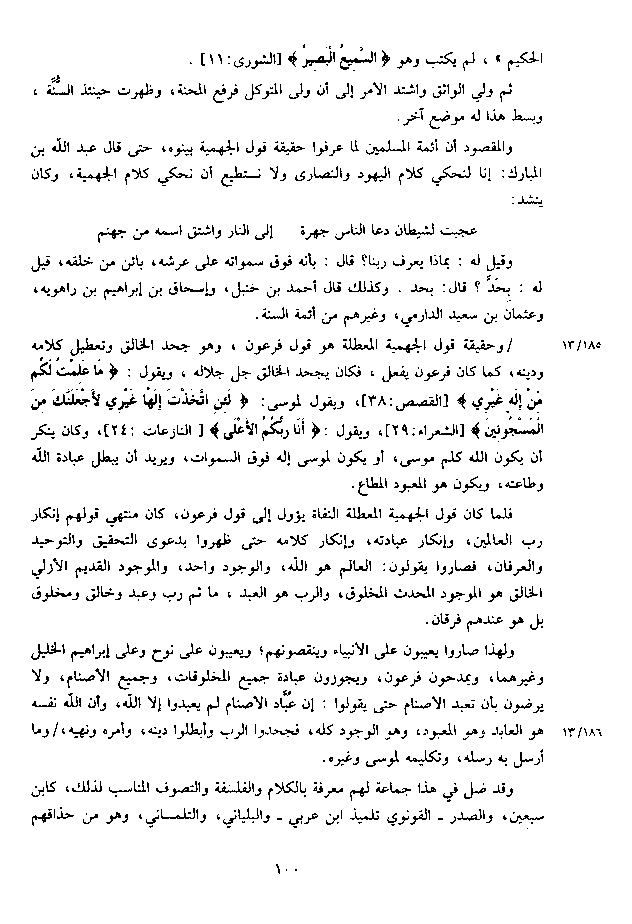 الحكيم » ، لم يكتب وهو ﴿ السَّمِيعُ الْبَصِيرُ ﴾ [الشورى: ١١] .
ثم ولي الواثق واشتد الأمر إلى أن ولى المتوكل فرفع المحنة، وظهرت حينئذ السُّنَّة ،
وبسط هذا له موضع آخر.
والمقصود أن أئمة المسلمين لما عرفوا حقيقة قول الجهمية بينوه، حتى قال عبد الله بن
المبارك: إنا لنحكي كلام اليهود والنصارى ولا نستطيع أن نحكي كلام الجهمية، وكان
ينشد:
عجبت لشيطان دعا الناس جهرة إلى النار واشتق اسمه من جهنم
وقيل له : بماذا يعرف ربنا؟ قال : بأنه فوق سمواته على عرشه، بائن من خلقه، قيل
له : بِحَدٍّ ؟ قال: بحد . وكذلك قال أحمد بن حنبل، وإسحاق بن إبراهيم بن راهويه،
وعثمان بن سعيد الدارمي، وغيرهم من أئمة السنة.
١٣/١٨٥ / وحقيقة قول الجهمية المعطلة هو قول فرعون ، وهو جحد الخالق وتعطيل كلامه
ودينه، كما كان فرعون يفعل ، فكان يجحد الخالق جل جلاله ، ويقول : ﴿ مَا عَلِمْتُ لَكُم
مِّنْ إِلَهٍ غَيْرِي ﴾ [القصص:٣٨]، ويقول لموسى: ﴿ لَئِنِ اتَّخَذْتَ إِلَهًا غَيْرِي لأَجْعَلَنَّكَ مِنَ
الْمَسْجُونِينَ ﴾ [الشعراء:٢٩]، ويقول :﴿ أَنَا رَبُّكُمُ الأَعْلَى ﴾ [ النازعات :٢٤]، وكان ينكر
أن يكون الله كلم موسى، أو يكون لموسى إله فوق السموات، ويريد أن يبطل عبادة الله
وطاعته، ويكون هو المعبود المطاع.
فلما كان قول الجهمية المعطلة النفاة يؤول إلى قول فرعون، كان منتهي قولهم إنكار
رب العالمين، وإنكار عبادته، وإنكار كلامه حتى ظهروا بدعوى التحقيق والتوحيد
والعرفان، فصاروا يقولون: العالم هو الله، والوجود واحد، والموجود القديم الأزلي
الخالق هو الموجود المحدث المخلوق، والرب هو العبد ، ما ثم رب وعبد وخالق ومخلوق
بل هو عندهم فرقان.
ولهذا صاروا يعيبون على الأنبياء وينقصونهم؛ ويعيبون على نوح وعلى إبراهيم الخليل
وغيرهما، ويمدحون فرعون، ويجوزون عبادة جميع المخلوقات، وجميع الأصنام، ولا
يرضون بأن تعبد الأصنام حتى يقولوا : إن عُبَّاد الأصنام لم يعبدوا إلا الله، وأن الله نفسه
١٣/١٨٦ هو العابد وهو المعبود، وهو الوجود كله، فجحدوا الرب وأبطلوا دينه، وأمره ونهيه،/وما
أرسل به رسله، وتكليمه لموسى وغيره.
وقد ضل في هذا جماعة لهم معرفة بالكلام والفلسفة والتصوف المناسب لذلك، كابن
سبعين، والصدر ـ القونوي تلميذ ابن عربي ـ والبلياني، والتلمساني، وهو من حذاقهم
١٠٠